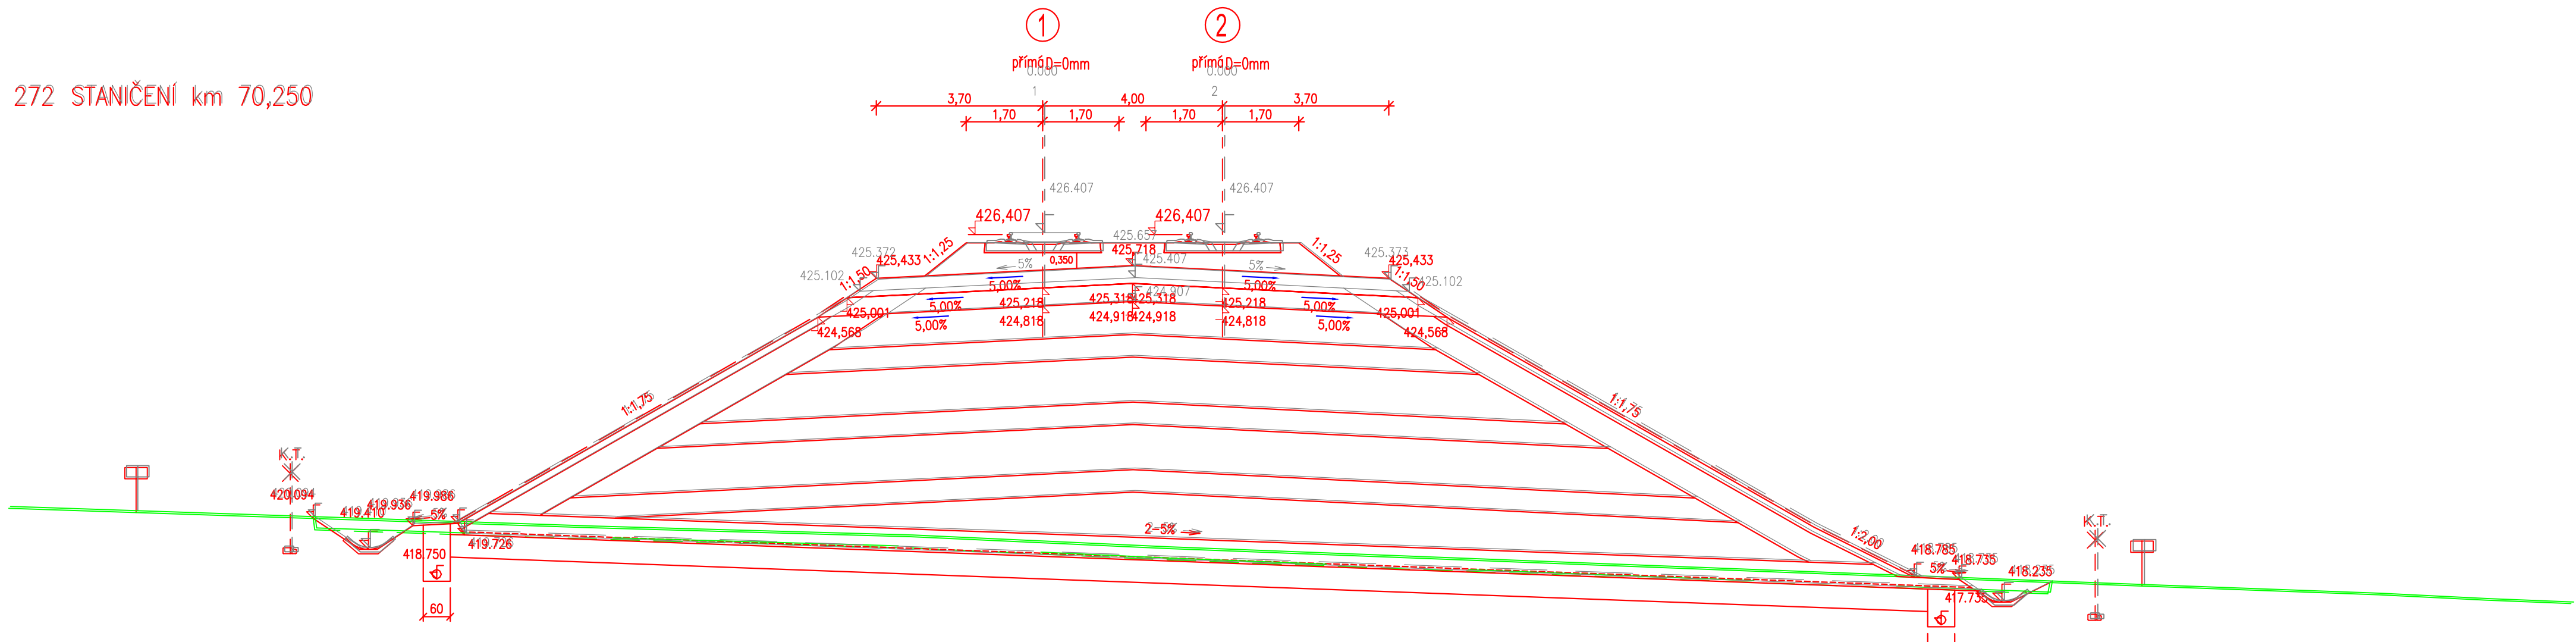 1 2
přímá D=0mm přímá D=0mm
0.000 0.000
272 STANIČENÍ km 70,250
1 2
3,70 4,00 3,70
1,70 1,70 1,70 1,70
426.407 426.407
426,407 426,407
425.657
1:1,25 1:1,25
425,718
425.372 425,433 425.373 425,433
425.407
5% 0,350 5%
425.102 1:1,50 1:1,50 425.102
5,00% 5,00%
424.907
425,218 425,318 425,318 425,218
5,00% 5,00%
425,001 425,001
424,818 424,918 424,918 424,818
5,00% 5,00%
424,568 424,568
1:1,75 1:1,75
K.T.
420.094 419.936 419.986
419.410 5%
K.T.
2-5% 1:2,00
419.726
418.750 418.785
418.735
5% 418.235
417.735
60